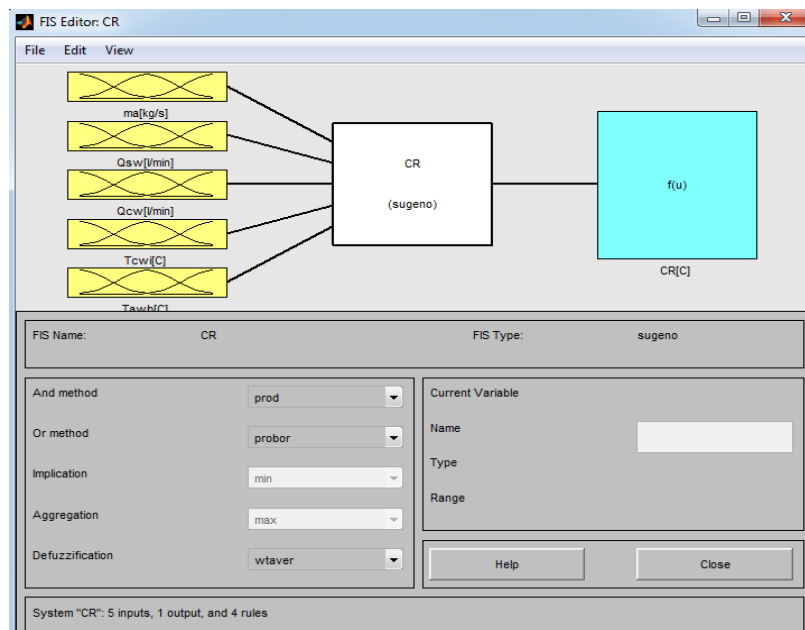 FIS Editor: CR
File Edit View
ma[kg/s]
Qsw[l/min]
Qcw[l/min]
Tcwi[C]
Tawb[C]
CR
(sugeno)
f(u)
CR[C]
FIS Name: CR FIS Type: sugeno
And method prod
Or method probor
Implication min
Aggregation max
Defuzzification wtaver
Current Variable
Name
Type
Range
Help Close
System "CR": 5 inputs, 1 output, and 4 rules